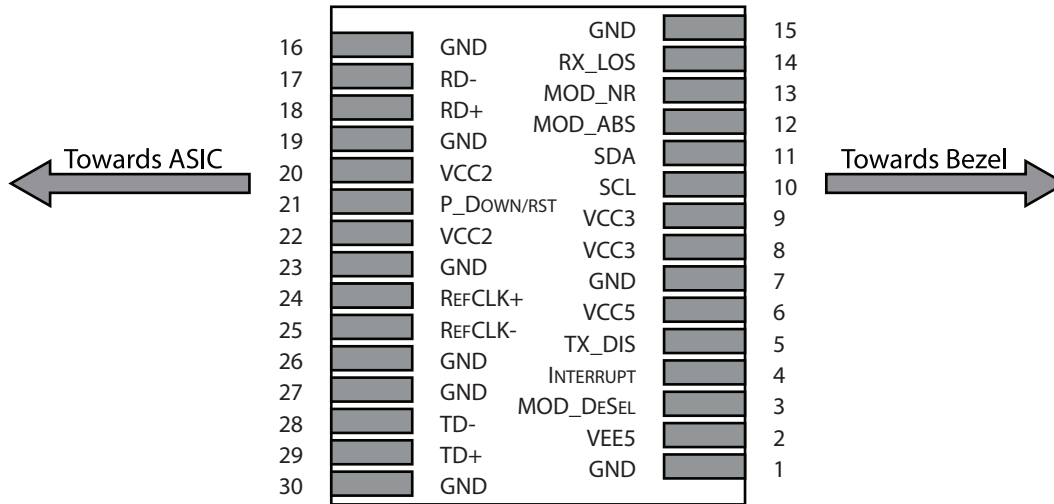 16 GND
17 RD-
18 RD+
19 GND
20 VCC2
21 P_DOWN/RST
22 VCC2
23 GND
24 REFCLK+
25 REFCLK-
26 GND
27 GND
28 TD-
29 TD+
30 GND
GND 15
RX_LOS 14
MOD_NR 13
MOD_ABS 12
SDA 11
SCL 10
VCC3 9
VCC3 8
GND 7
VCC5 6
TX_DIS 5
INTERRUPT 4
MOD_DESEL 3
VEE5 2
GND 1
Towards ASIC
Towards Bezel